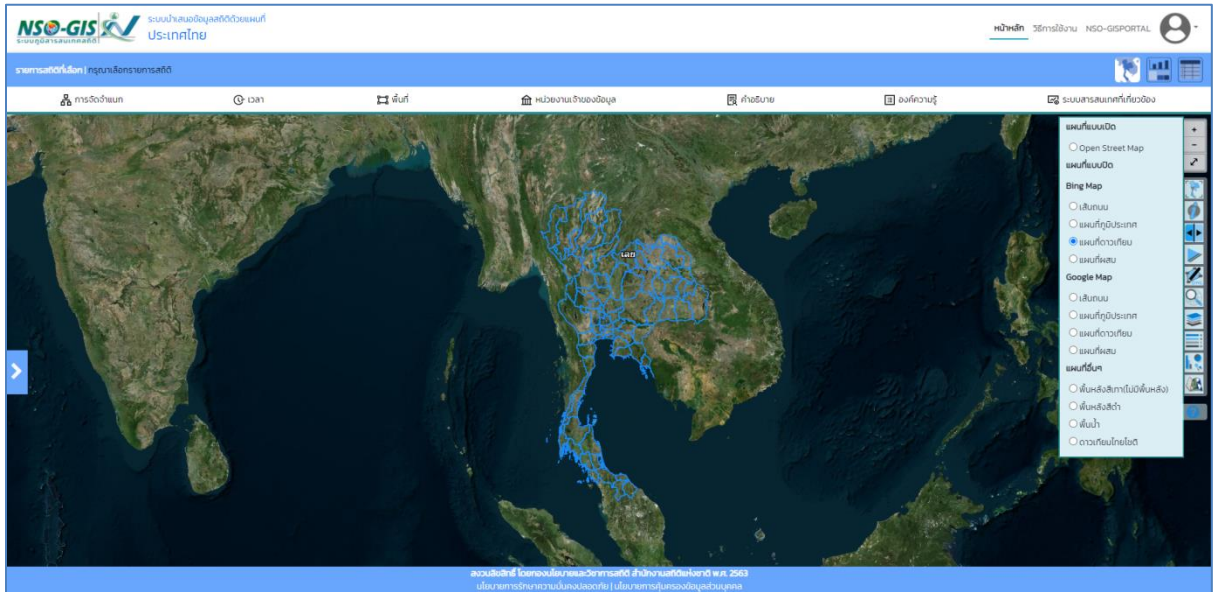 NSO-GIS
ระบบภูมิสารสนเทศสถิติ
ระบบนำเสนอข้อมูลสถิติด้วยแผนที่
ประเทศไทย
หน้าหลัก วิธีการใช้งาน NSO-GISPORTAL
รายการสถิติที่เลือก | กรุณาเลือกรายการสถิติ
การจัดจำแนก เวลา พื้นที่ หน่วยงานเจ้าของข้อมูล คำอธิบาย องค์ความรู้ ระบบสารสนเทศที่เกี่ยวข้อง
แผนที่แบบเปิด
Open Street Map
แผนที่แบบปิด
Bing Map
เส้นถนน
แผนที่ภูมิประเทศ
แผนที่ดาวเทียม
แผนที่ผสม
Google Map
เส้นถนน
แผนที่ภูมิประเทศ
แผนที่ดาวเทียม
แผนที่ผสม
แผนที่อื่นๆ
พื้นหลังสีเทา(ไม่มีพื้นหลัง)
พื้นหลังสีดำ
พื้นน้ำ
ดาวเทียมไทยโชติ
เลย
สงวนลิขสิทธิ์ โดยกองนโยบายและวิชาการสถิติ สำนักงานสถิติแห่งชาติ พ.ศ. 2563
นโยบายการรักษาความมั่นคงปลอดภัย | นโยบายการคุ้มครองข้อมูลส่วนบุคคล